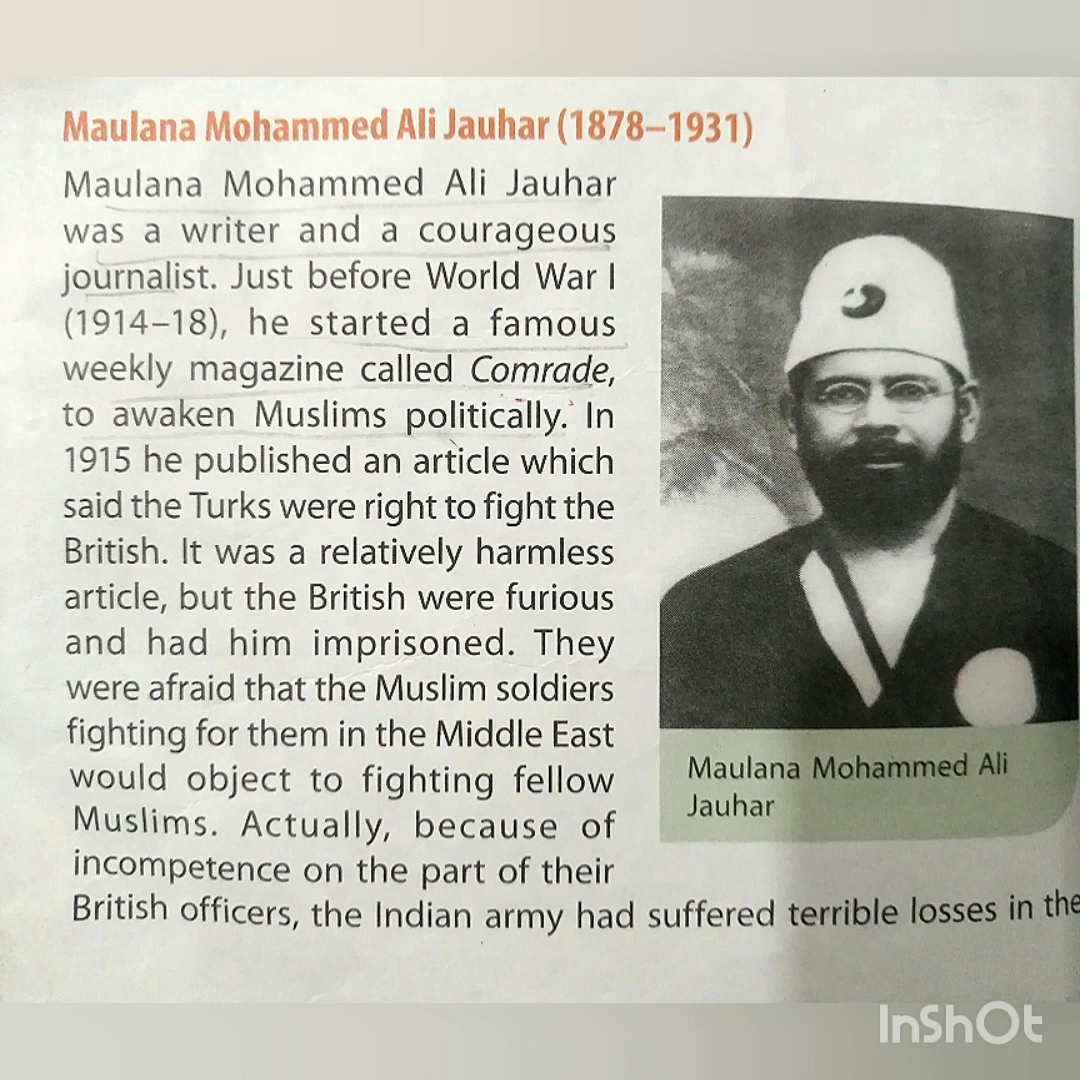 Maulana Mohammed Ali Jauhar (1878–1931)
Maulana Mohammed Ali Jauhar
was a writer and a courageous
journalist. Just before World War I
(1914–18), he started a famous
weekly magazine called Comrade,
to awaken Muslims politically. In
1915 he published an article which
said the Turks were right to fight the
British. It was a relatively harmless
article, but the British were furious
and had him imprisoned. They
were afraid that the Muslim soldiers
fighting for them in the Middle East
would object to fighting fellow
Muslims. Actually, because of
incompetence on the part of their
British officers, the Indian army had suffered terrible losses in the
Maulana Mohammed Ali
Jauhar
InShOt